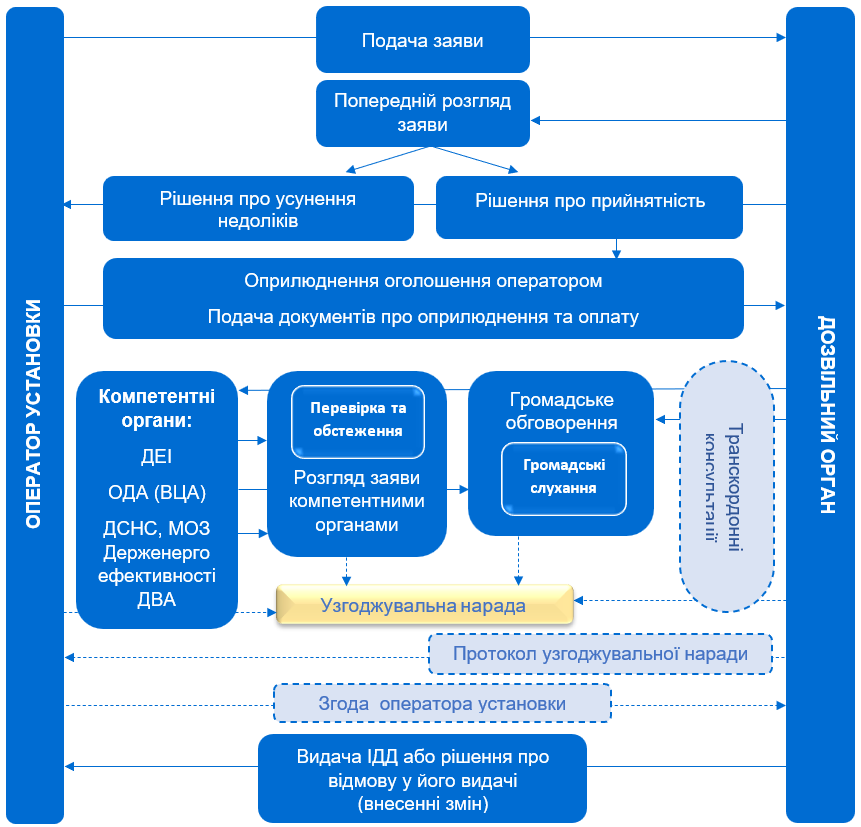 Подача заяви
Попередній розгляд
заяви
Рішення про усунення
недоліків
Рішення про прийнятність
Оприлюднення оголошення оператором
Подача документів про оприлюднення та оплату
ОПЕРАТОР УСТАНОВКИ
ДОЗВІЛЬНИЙ ОРГАН
Компетентні
органи:
ДЕІ
ОДА (ВЦА)
ДСНС, МОЗ
Держенерго
ефективності
ДВА
Перевірка та
обстеження
Розгляд заяви
компетентними
органами
Громадське
обговорення
Громадські
слухання
Транскордонні
консультації
Узгоджувальна нарада
Протокол узгоджувальної наради
Згода оператора установки
Видача ІДД або рішення про
відмову у його видачі
(внесенні змін)